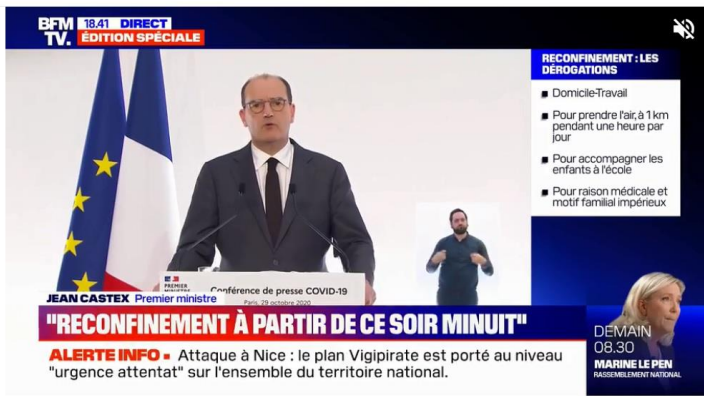 BFM
TV.
18.41 DIRECT
ÉDITION SPÉCIALE
RECONFINEMENT : LES
DÉROGATIONS
Domicile-Travail
Pour prendre l'air, à 1 km
pendant une heure par
jour
Pour accompagner les
enfants à l'école
Pour raison médicale et
motif familial impérieux
PREMIER
MINISTRE
Conférence de presse COVID-19
Paris, 29 octobre 2020
JEAN CASTEX Premier ministre
"RECONFINEMENT À PARTIR DE CE SOIR MINUIT"
ALERTE INFO ▪ Attaque à Nice : le plan Vigipirate est porté au niveau
"urgence attentat" sur l'ensemble du territoire national.
DEMAIN
08.30
MARINE LE PEN
RASSEMBLEMENT NATIONAL